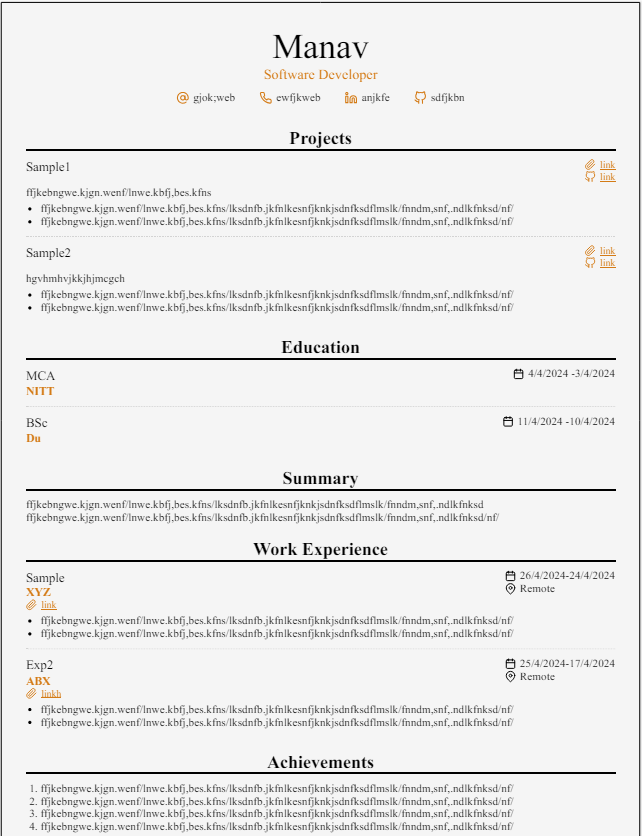 Manav
Software Developer
gjok;web ewfjkweb anjkfe sdfjkbn
Projects
Sample1 link
link
ffjkebngwe.kjgn.wenf/lnwe.kbfj,bes.kfns
• ffjkebngwe.kjgn.wenf/lnwe.kbfj,bes.kfns/lksdnfb.jkfnlkesnfjknkjsdnfksdflmslk/fnndm,snf,.ndlkfnksd/nf/
• ffjkebngwe.kjgn.wenf/lnwe.kbfj,bes.kfns/lksdnfb.jkfnlkesnfjknkjsdnfksdflmslk/fnndm,snf,.ndlkfnksd/nf/
Sample2 link
link
hgvhmhvjkkjhjmcgch
• ffjkebngwe.kjgn.wenf/lnwe.kbfj,bes.kfns/lksdnfb.jkfnlkesnfjknkjsdnfksdflmslk/fnndm,snf,.ndlkfnksd/nf/
• ffjkebngwe.kjgn.wenf/lnwe.kbfj,bes.kfns/lksdnfb.jkfnlkesnfjknkjsdnfksdflmslk/fnndm,snf,.ndlkfnksd/nf/
Education
MCA 4/4/2024 -3/4/2024
NITT
BSc 11/4/2024 -10/4/2024
Du
Summary
ffjkebngwe.kjgn.wenf/lnwe.kbfj,bes.kfns/lksdnfb.jkfnlkesnfjknkjsdnfksdflmslk/fnndm,snf,.ndlkfnksd
ffjkebngwe.kjgn.wenf/lnwe.kbfj,bes.kfns/lksdnfb.jkfnlkesnfjknkjsdnfksdflmslk/fnndm,snf,.ndlkfnksd/nf/
Work Experience
Sample 26/4/2024-24/4/2024
XYZ Remote
link
• ffjkebngwe.kjgn.wenf/lnwe.kbfj,bes.kfns/lksdnfb.jkfnlkesnfjknkjsdnfksdflmslk/fnndm,snf,.ndlkfnksd/nf/
• ffjkebngwe.kjgn.wenf/lnwe.kbfj,bes.kfns/lksdnfb.jkfnlkesnfjknkjsdnfksdflmslk/fnndm,snf,.ndlkfnksd/nf/
Exp2 25/4/2024-17/4/2024
ABX Remote
linkh
• ffjkebngwe.kjgn.wenf/lnwe.kbfj,bes.kfns/lksdnfb.jkfnlkesnfjknkjsdnfksdflmslk/fnndm,snf,.ndlkfnksd/nf/
• ffjkebngwe.kjgn.wenf/lnwe.kbfj,bes.kfns/lksdnfb.jkfnlkesnfjknkjsdnfksdflmslk/fnndm,snf,.ndlkfnksd/nf/
Achievements
1. ffjkebngwe.kjgn.wenf/lnwe.kbfj,bes.kfns/lksdnfb.jkfnlkesnfjknkjsdnfksdflmslk/fnndm,snf,.ndlkfnksd/nf/
2. ffjkebngwe.kjgn.wenf/lnwe.kbfj,bes.kfns/lksdnfb.jkfnlkesnfjknkjsdnfksdflmslk/fnndm,snf,.ndlkfnksd/nf/
3. ffjkebngwe.kjgn.wenf/lnwe.kbfj,bes.kfns/lksdnfb.jkfnlkesnfjknkjsdnfksdflmslk/fnndm,snf,.ndlkfnksd/nf/
4. ffjkebngwe.kjgn.wenf/lnwe.kbfj,bes.kfns/lksdnfb.jkfnlkesnfjknkjsdnfksdflmslk/fnndm,snf,.ndlkfnksd/nf/